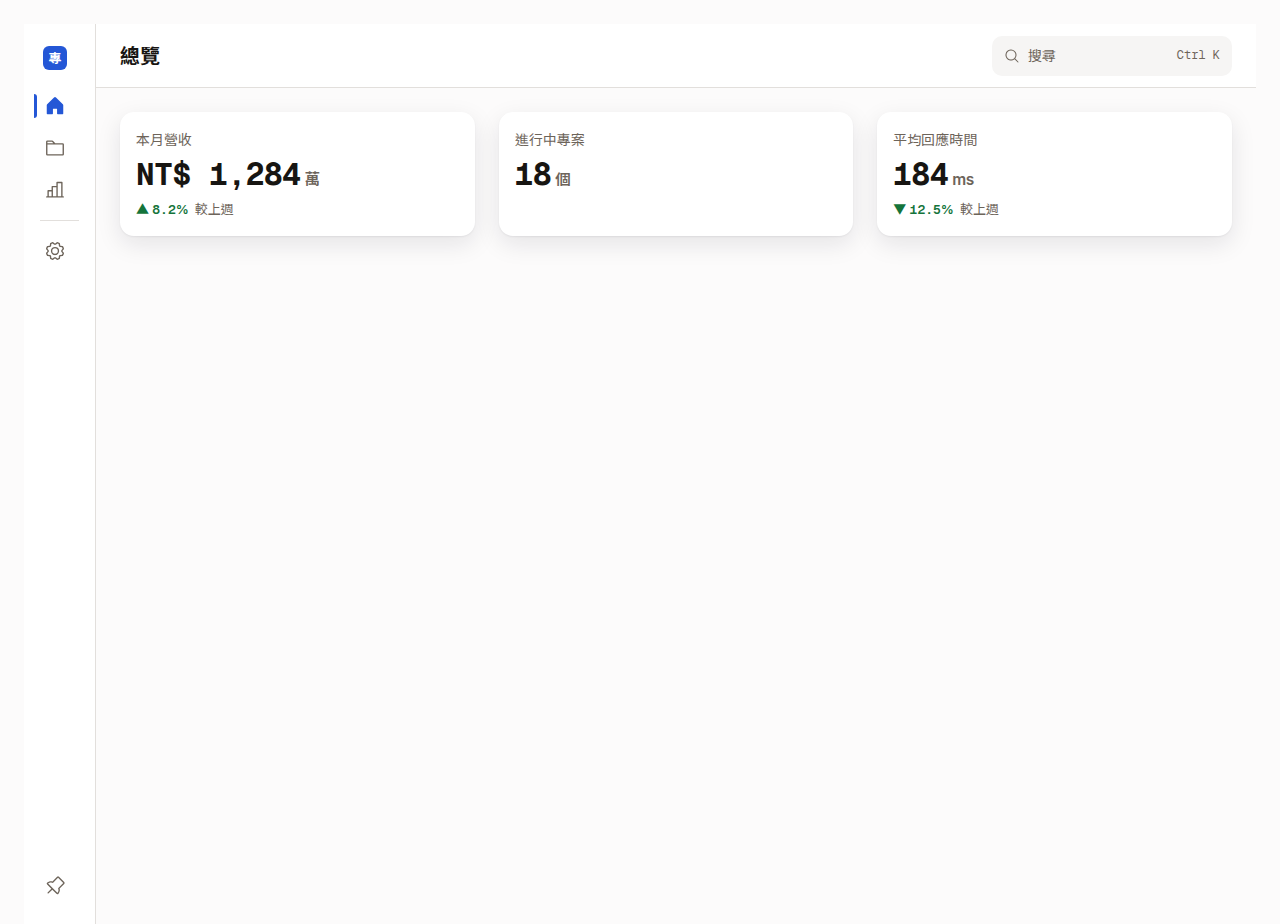 專
總覽
搜尋 Ctrl K
本月營收
NT$ 1,284 萬
▲ 8.2% 較上週
進行中專案
18 個
平均回應時間
184 ms
▼ 12.5% 較上週